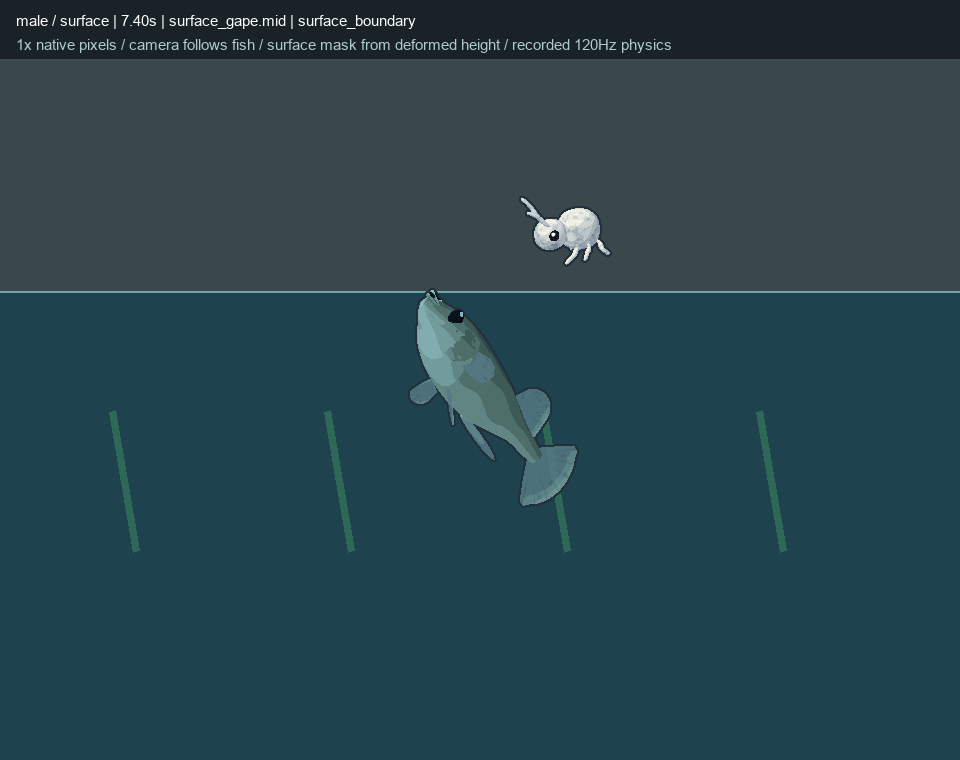 male / surface | 7.40s | surface_gape.mid | surface_boundary
1x native pixels / camera follows fish / surface mask from deformed height / recorded 120Hz physics